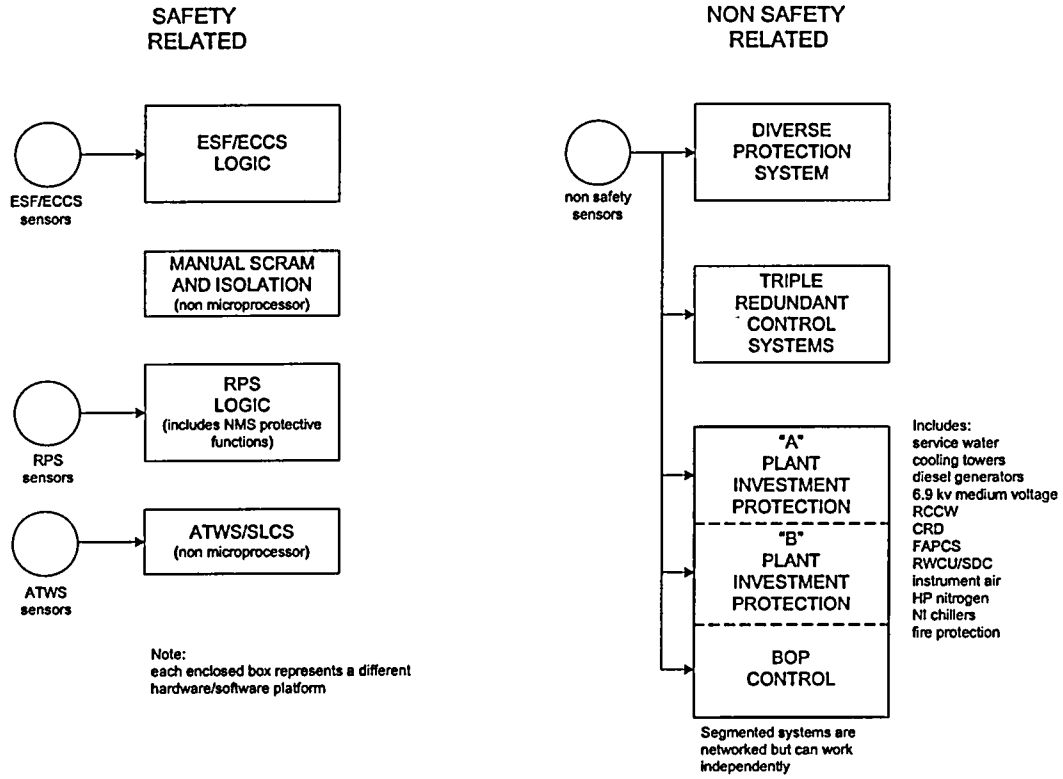 SAFETY
RELATED
ESF/ECCS
LOGIC
ESF/ECCS
sensors
MANUAL SCRAM
AND ISOLATION
(non microprocessor)
RPS
LOGIC
(includes NMS protective
functions)
RPS
sensors
ATWS/SLCS
(non microprocessor)
ATWS
sensors
Note:
each enclosed box represents a different
hardware/software platform
NON SAFETY
RELATED
DIVERSE
PROTECTION
SYSTEM
non safety
sensors
TRIPLE
REDUNDANT
CONTROL
SYSTEMS
"A"
PLANT
INVESTMENT
PROTECTION
"B"
PLANT
INVESTMENT
PROTECTION
BOP
CONTROL
Includes:
service water
cooling towers
diesel generators
6.9 kv medium voltage
RCCW
CRD
FAPCS
RWCU/SDC
instrument air
HP nitrogen
NI chillers
fire protection
Segmented systems are
networked but can work
independently